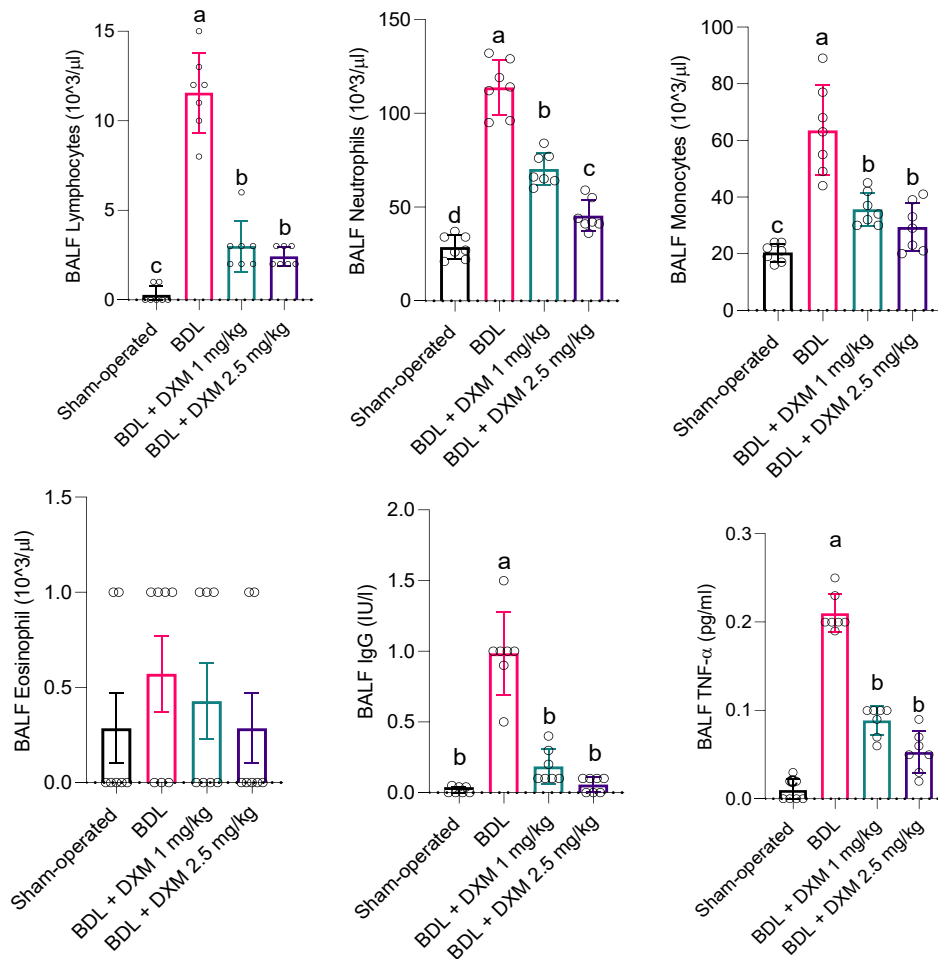 BALF Lymphocytes (10^3/µl)
15
10
5
0
a
b
b
c
Sham-operated
BDL
BDL + DXM 1 mg/kg
BDL + DXM 2.5 mg/kg
BALF Neutrophils (10^3/µl)
150
100
50
0
a
b
c
d
Sham-operated
BDL
BDL + DXM 1 mg/kg
BDL + DXM 2.5 mg/kg
BALF Monocytes (10^3/µl)
100
80
60
40
20
0
a
b
b
c
Sham-operated
BDL
BDL + DXM 1 mg/kg
BDL + DXM 2.5 mg/kg
BALF Eosinophil (10^3/µl)
1.5
1.0
0.5
0.0
Sham-operated
BDL
BDL + DXM 1 mg/kg
BDL + DXM 2.5 mg/kg
BALF IgG (IU/l)
2.0
1.5
1.0
0.5
0.0
a
b
b
b
Sham-operated
BDL
BDL + DXM 1 mg/kg
BDL + DXM 2.5 mg/kg
BALF TNF-α (pg/ml)
0.3
0.2
0.1
0.0
a
b
b
c
Sham-operated
BDL
BDL + DXM 1 mg/kg
BDL + DXM 2.5 mg/kg